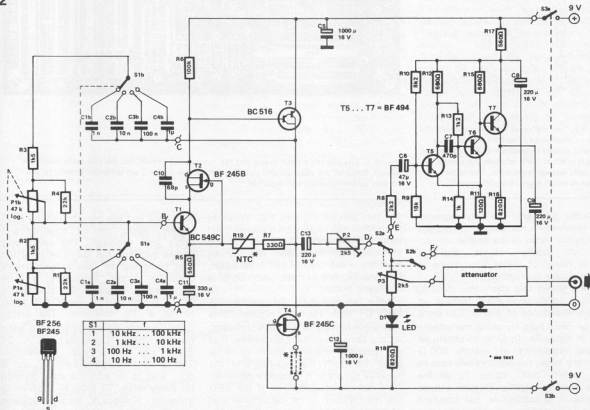 2
S3e
9 V
C5
1000 µ
16 V
R17
560Ω
R6
100k
S1b
R10
8k2
R12
680Ω
R15
680Ω
C8
220 µ
16 V
T7
T5 . . . T7 = BF 494
BC 516
T3
C1b
1 n
C2b
10 n
C3b
100 n
C4b
1µ
C
R13
1k2
C7
470p
T6
R3
1k5
C10
68p
T2
BF 245B
d
g
s
C6
47µ
16 V
T5
P1b
47 k
log.
R4
22k
B
T1
BC 549C
R8
8k2
R9
10k
R14
1k
R11
120Ω
R16
820Ω
C9
220 µ
16 V
E
R19
NTC*
R7
330Ω
C13
220 µ
16 V
P2
2k5
D
S2a
S2b
F
R2
1k5
S1a
R5
560Ω
C11
330 µ
16 V
P3
2k5
attenuator
P1a
47 k
log.
R1
22k
C1a
1 n
C2a
10 n
C3a
100 n
C4a
1 µ
A
T4
d
g
s
BF 245C
*
C12
1000 µ
16 V
D1
LED
R18
820Ω
BF 256
BF 245
g
d
s
S1 f
1 10 kHz . . . 100 kHz
2 1 kHz . . . 10 kHz
3 100 Hz . . . 1 kHz
4 10 Hz . . . 100 Hz
* see text
9 V
S3b